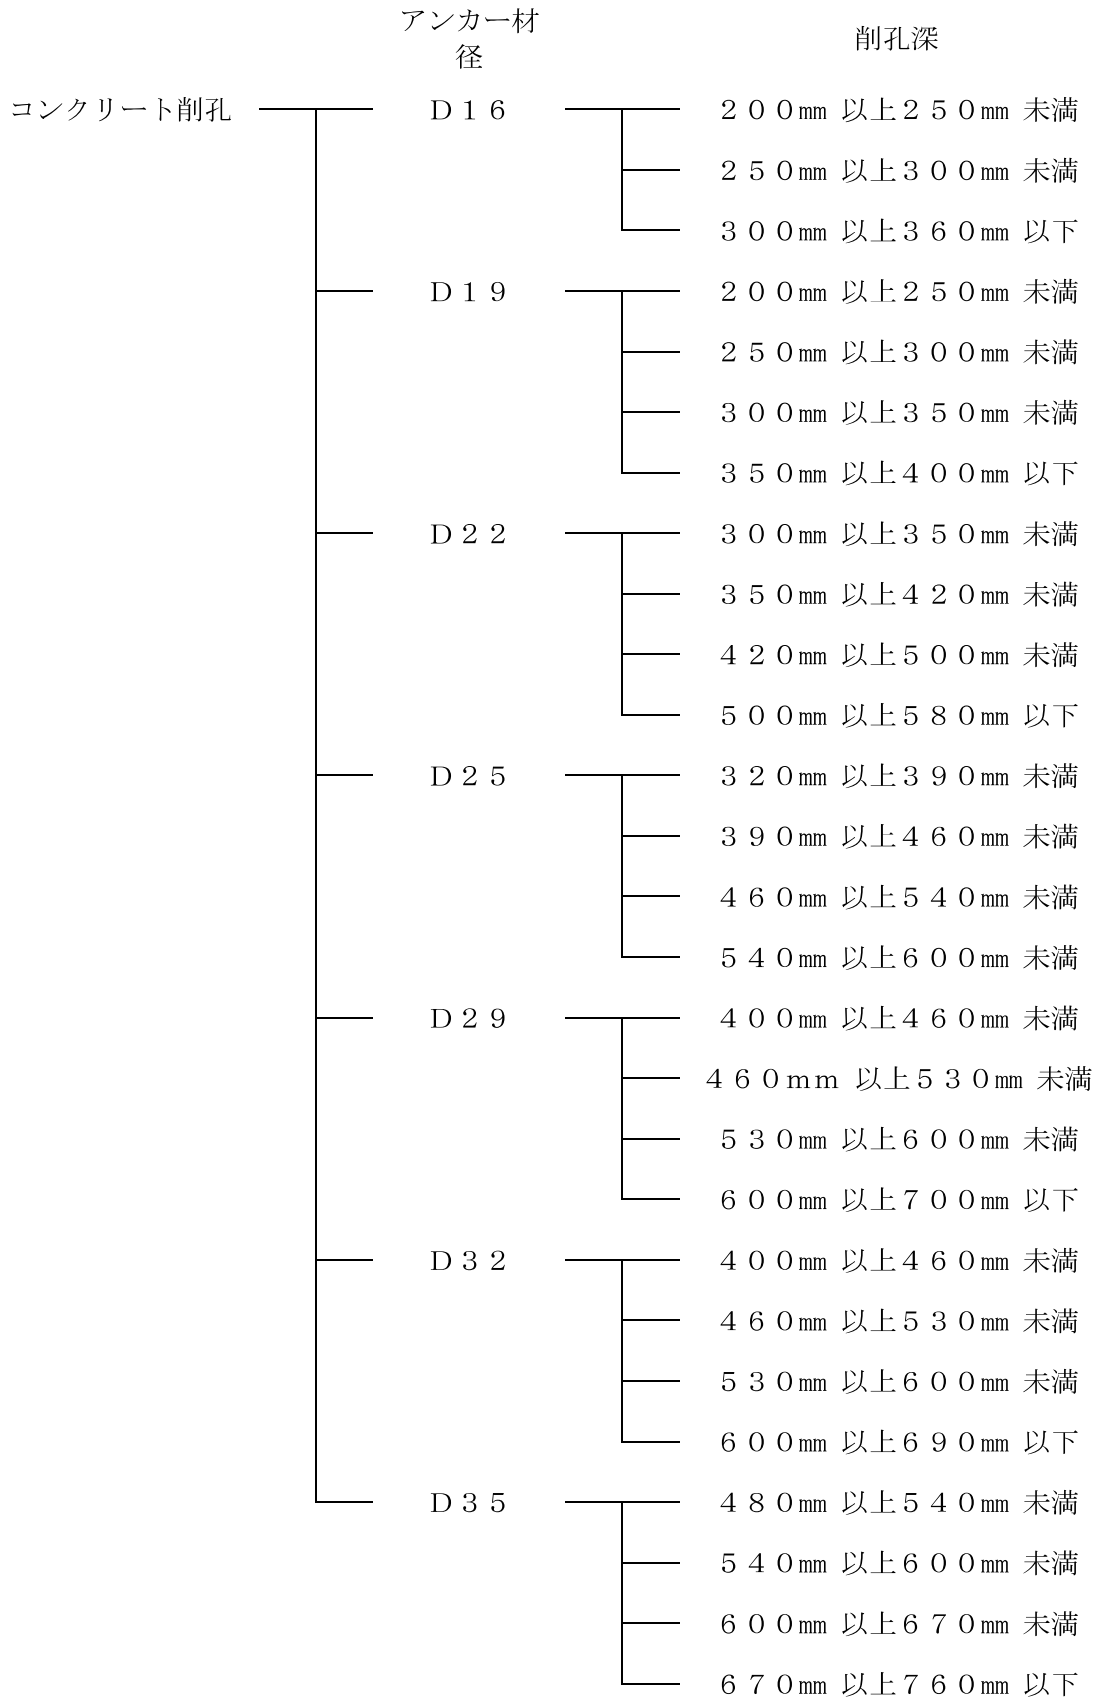 アンカー材
径
削孔深
コンクリート削孔 Ｄ１６ ２００㎜ 以上２５０㎜ 未満
２５０㎜ 以上３００㎜ 未満
３００㎜ 以上３６０㎜ 以下
Ｄ１９ ２００㎜ 以上２５０㎜ 未満
２５０㎜ 以上３００㎜ 未満
３００㎜ 以上３５０㎜ 未満
３５０㎜ 以上４００㎜ 以下
Ｄ２２ ３００㎜ 以上３５０㎜ 未満
３５０㎜ 以上４２０㎜ 未満
４２０㎜ 以上５００㎜ 未満
５００㎜ 以上５８０㎜ 以下
Ｄ２５ ３２０㎜ 以上３９０㎜ 未満
３９０㎜ 以上４６０㎜ 未満
４６０㎜ 以上５４０㎜ 未満
５４０㎜ 以上６００㎜ 未満
Ｄ２９ ４００㎜ 以上４６０㎜ 未満
４６０ｍｍ 以上５３０㎜ 未満
５３０㎜ 以上６００㎜ 未満
６００㎜ 以上７００㎜ 以下
Ｄ３２ ４００㎜ 以上４６０㎜ 未満
４６０㎜ 以上５３０㎜ 未満
５３０㎜ 以上６００㎜ 未満
６００㎜ 以上６９０㎜ 以下
Ｄ３５ ４８０㎜ 以上５４０㎜ 未満
５４０㎜ 以上６００㎜ 未満
６００㎜ 以上６７０㎜ 未満
６７０㎜ 以上７６０㎜ 以下